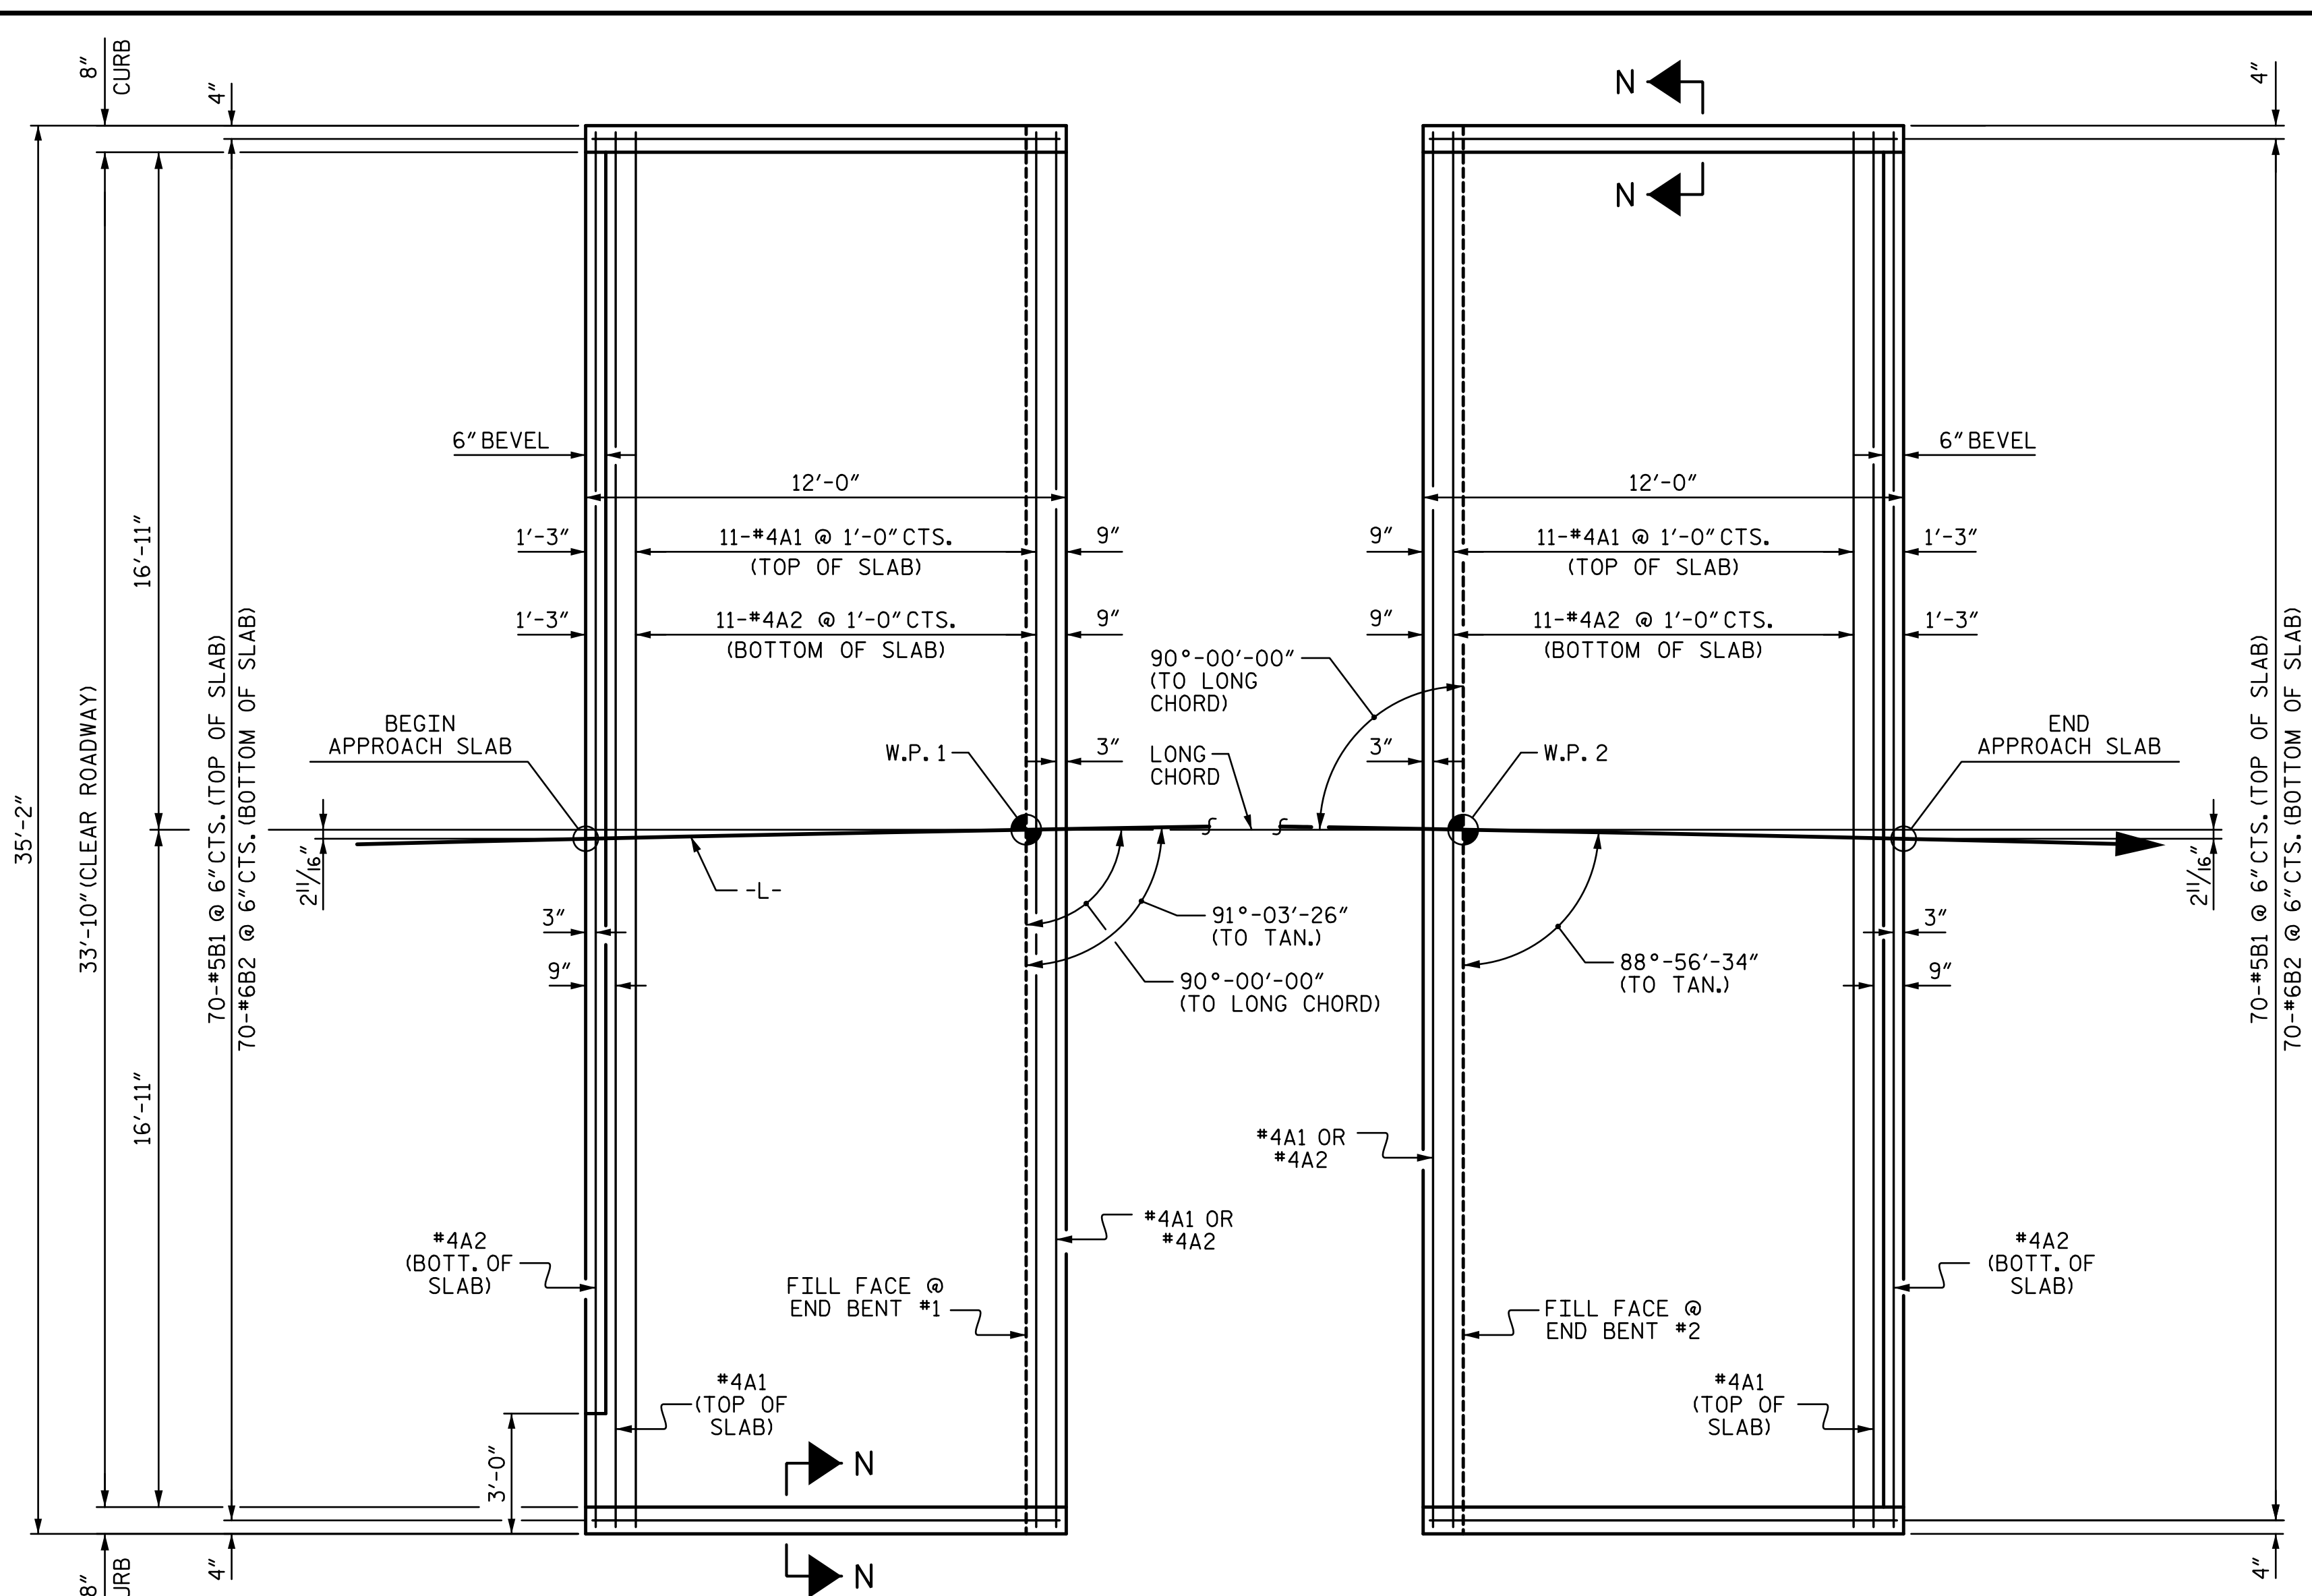 8"
CURB
4"
N
4"
N
6" BEVEL
6" BEVEL
12'-0"
12'-0"
1'-3"
11-#4A1 @ 1'-0" CTS.
(TOP OF SLAB)
9"
9"
11-#4A1 @ 1'-0" CTS.
(TOP OF SLAB)
1'-3"
1'-3"
11-#4A2 @ 1'-0" CTS.
(BOTTOM OF SLAB)
9"
9"
11-#4A2 @ 1'-0" CTS.
(BOTTOM OF SLAB)
1'-3"
35'-2"
33'-10" (CLEAR ROADWAY)
16'-11"
16'-11"
70-#5B1 @ 6" CTS. (TOP OF SLAB)
70-#6B2 @ 6" CTS. (BOTTOM OF SLAB)
2 11/16"
BEGIN
APPROACH SLAB
W.P. 1
3"
90°-00'-00"
(TO LONG
CHORD)
LONG
CHORD
3"
W.P. 2
END
APPROACH SLAB
-L-
2 11/16"
70-#5B1 @ 6" CTS. (TOP OF SLAB)
70-#6B2 @ 6" CTS. (BOTTOM OF SLAB)
3"
9"
91°-03'-26"
(TO TAN.)
90°-00'-00"
(TO LONG CHORD)
88°-56'-34"
(TO TAN.)
3"
9"
#4A1 OR
#4A2
#4A1 OR
#4A2
#4A2
(BOTT. OF
SLAB)
FILL FACE @
END BENT #1
FILL FACE @
END BENT #2
#4A2
(BOTT. OF
SLAB)
#4A1
(TOP OF
SLAB)
#4A1
(TOP OF
SLAB)
3'-0"
N
N
8"
URB
4"
4"